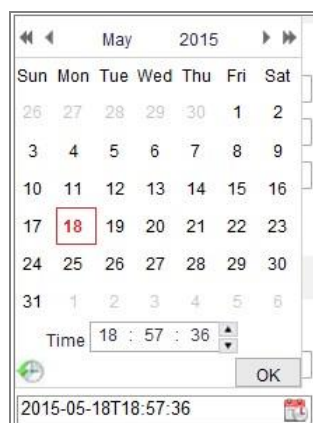 May 2015
Sun Mon Tue Wed Thu Fri Sat
26 27 28 29 30 1 2
3 4 5 6 7 8 9
10 11 12 13 14 15 16
17 18 19 20 21 22 23
24 25 26 27 28 29 30
31 1 2 3 4 5 6
Time 18 : 57 : 36
OK
2015-05-18T18:57:36